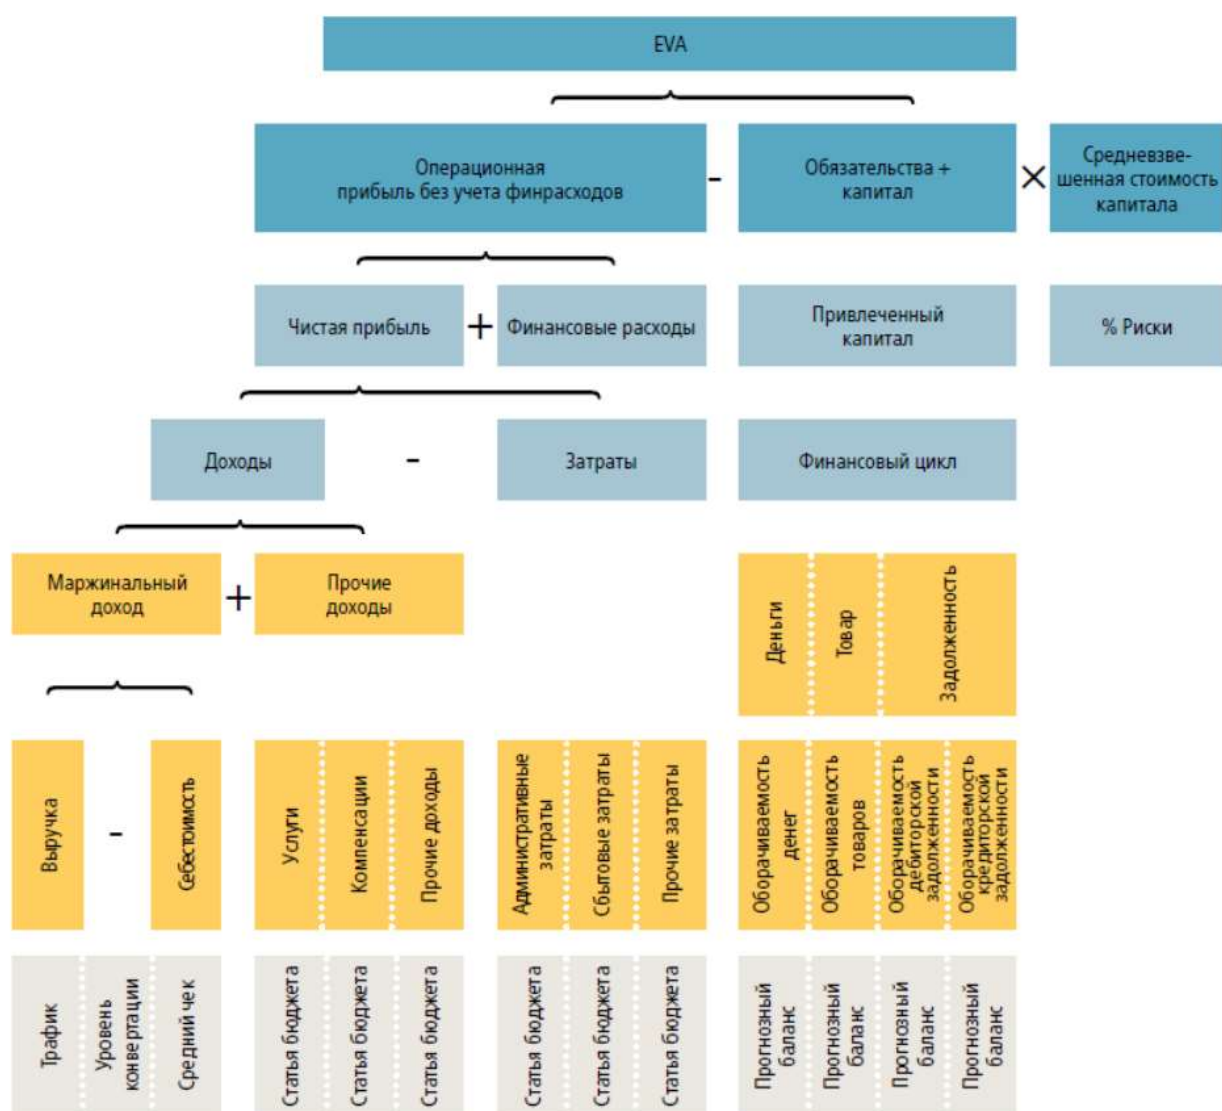 EVA
Операционная
прибыль без учета финрасходов
-
Обязательства +
капитал
×
Средневзве-
шенная стоимость
капитала
Чистая прибыль
+
Финансовые расходы
Привлеченный
капитал
% Риски
Доходы
-
Затраты
Финансовый цикл
Маржинальный
доход
+
Прочие
доходы
Деньги
Товар
Задолженность
Выручка
-
Себестоимость
Услуги
Компенсации
Прочие доходы
Административные
затраты
Сбытовые затраты
Прочие затраты
Оборачиваемость
денег
Оборачиваемость
товаров
Оборачиваемость
дебиторской
задолженности
Оборачиваемость
кредиторской
задолженности
Трафик
Уровень
конвертации
Средний чек
Статья бюджета
Статья бюджета
Статья бюджета
Статья бюджета
Статья бюджета
Статья бюджета
Прогнозный
баланс
Прогнозный
баланс
Прогнозный
баланс
Прогнозный
баланс